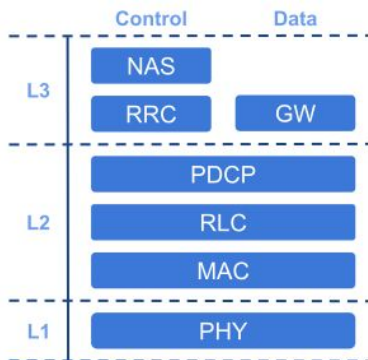 Control Data
NAS
L3
RRC GW
PDCP
L2 RLC
MAC
L1 PHY